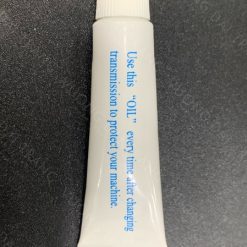 Use this “OIL” every time after changing
transmission to protect your machine.